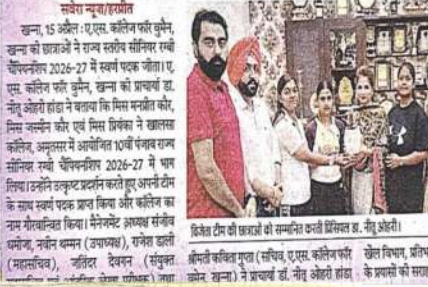 सवेरा न्यूज/हरप्रीत
खन्ना, 15 अप्रैल : ए.एस. कॉलेज फॉर वुमैन,
खन्ना की छात्राओं ने राज्य स्तरीय सीनियर रग्बी
चैंपियनशिप 2026-27 में स्वर्ण पदक जीता। ए.
एस. कॉलेज फॉर वुमेन, खन्ना की प्राचार्या डॉ.
नीतू ओहरी हांडा ने बताया कि मिस मनप्रीत कौर,
मिस जस्मीन कौर एवं मिस प्रियंका ने खालसा
कॉलेज, अमृतसर में आयोजित 10वीं पंजाब राज्य
सीनियर रग्बी चैंपियनशिप 2026-27 में भाग
लिया। उन्होंने उत्कृष्ट प्रदर्शन करते हुए अपनी टीम
के साथ स्वर्ण पदक प्राप्त किया और कॉलेज का
नाम गौरवान्वित किया। मैनेजमेंट अध्यक्ष संजीव
धमीजा, नवीन थम्मन (उपाध्यक्ष), राजेश डाली
(महासचिव), जतिंदर देवगन (संयुक्त
विजेता टीम की छात्राओं को सम्मानित करती प्रिंसिपल डा. नीतू ओहरी।
श्रीमती कविता गुप्ता (सचिव, ए.एस. कॉलेज फॉर
वुमेन, खन्ना) ने प्राचार्या डॉ. नीतू ओहरी हांडा
खेल विभाग, प्रतिभ
के प्रयासों की सराह